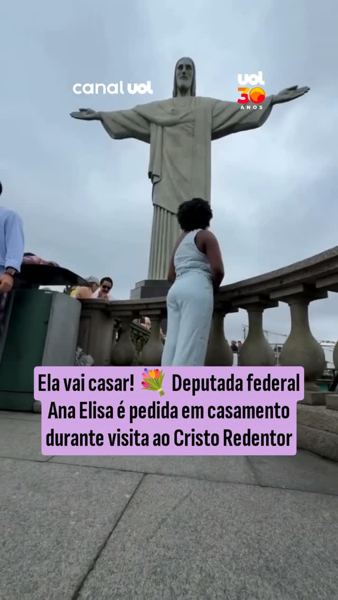 canal uol
uol
30
ANOS
Ela vai casar! 💐 Deputada federal
Ana Elisa é pedida em casamento
durante visita ao Cristo Redentor